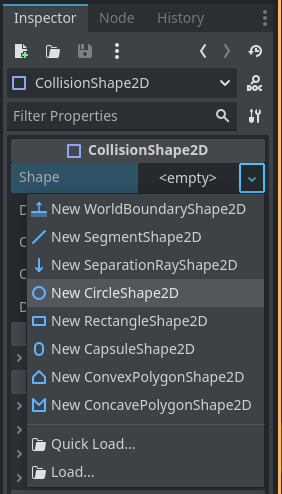 Inspector Node History
CollisionShape2D
DOC
Filter Properties
CollisionShape2D
Shape <empty>
New WorldBoundaryShape2D
New SegmentShape2D
New SeparationRayShape2D
New CircleShape2D
New RectangleShape2D
New CapsuleShape2D
New ConvexPolygonShape2D
New ConcavePolygonShape2D
Quick Load...
Load...